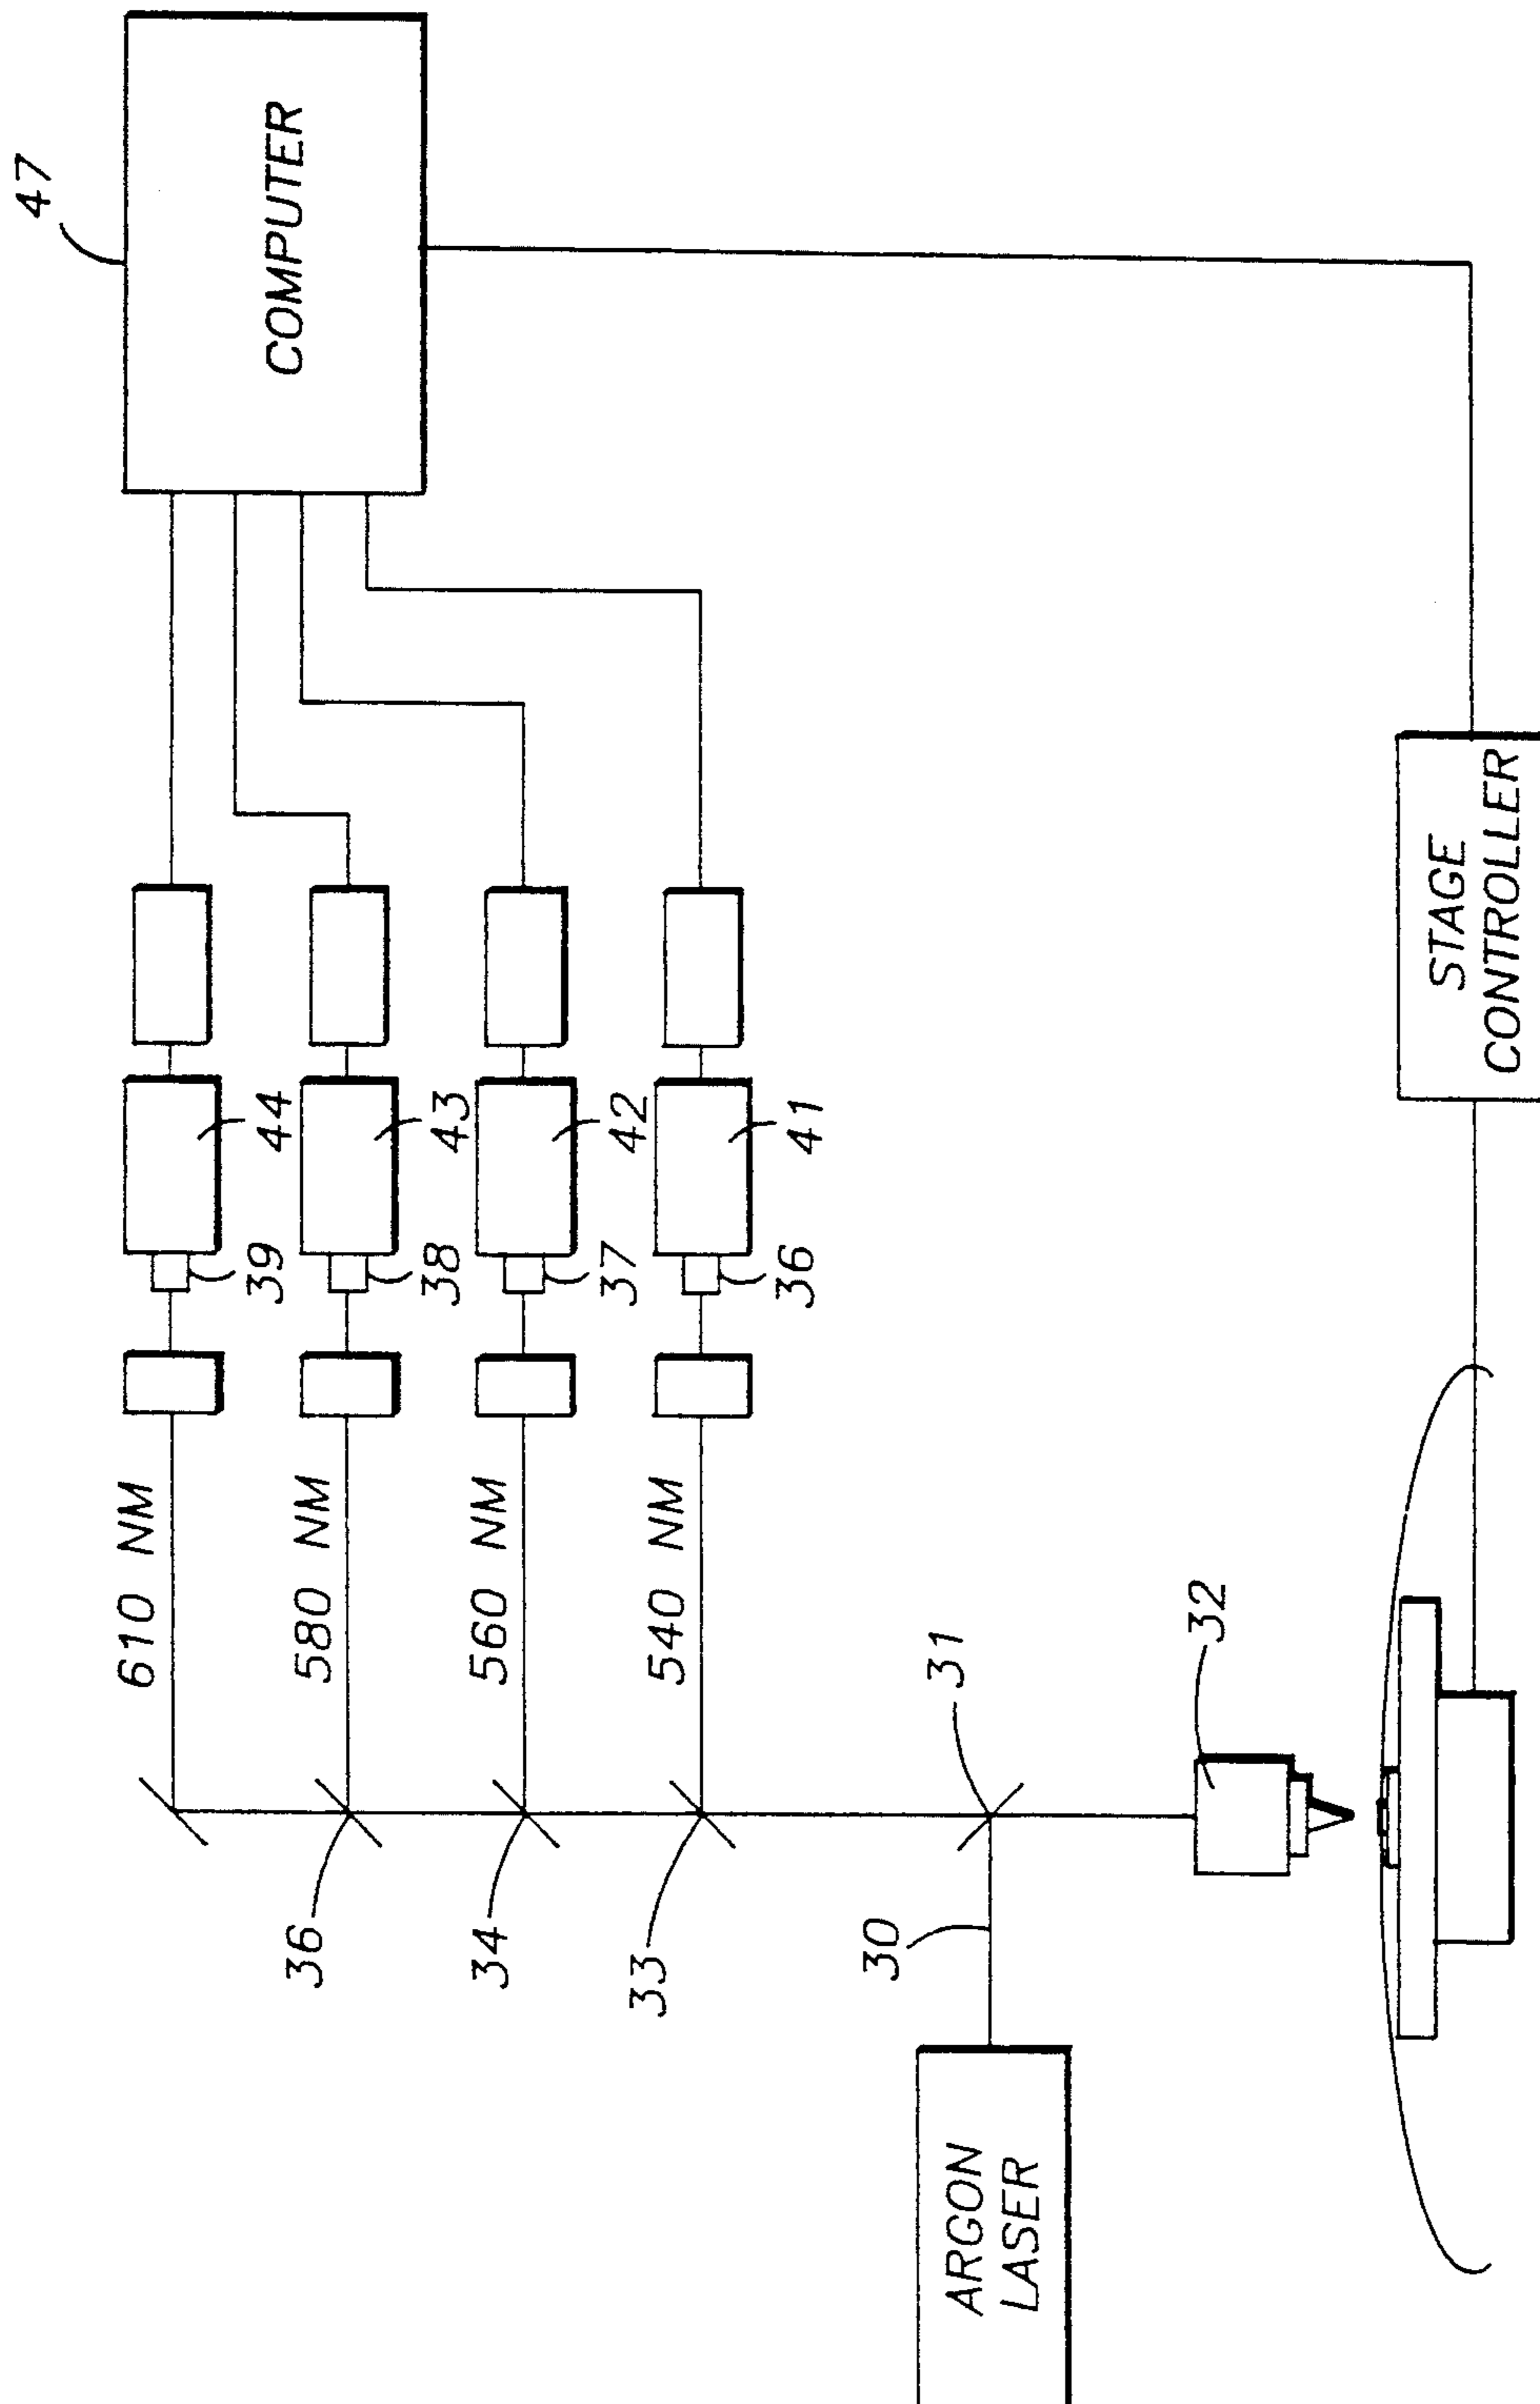 47
COMPUTER
44
43
42
41
39
38
37
36
610 NM
580 NM
560 NM
540 NM
36
34
33
31
32
30
ARGON
LASER
STAGE
CONTROLLER